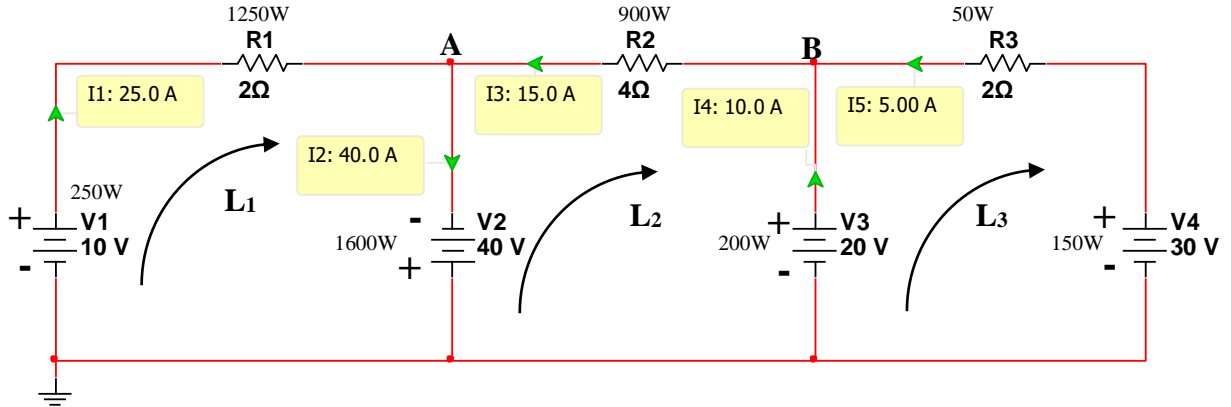 1250W
R1
2Ω
A
900W
R2
4Ω
B
50W
R3
2Ω
I1: 25.0 A
I2: 40.0 A
I3: 15.0 A
I4: 10.0 A
I5: 5.00 A
250W
+
V1
10 V
-
L1
1600W
-
V2
40 V
+
L2
200W
+
V3
20 V
-
L3
150W
+
V4
30 V
-